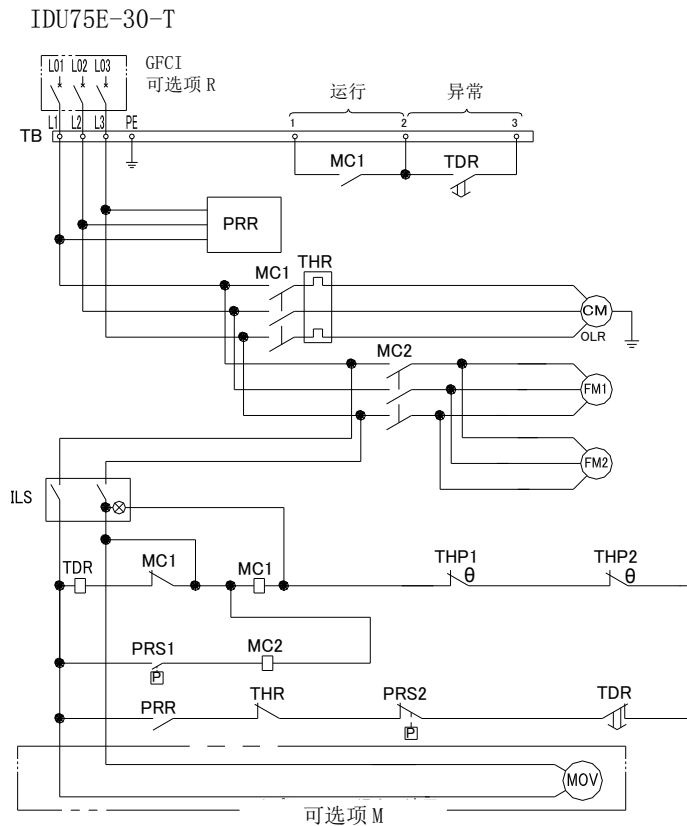 IDU75E-30-T
L01 L02 L03
GFCI
可选项 R
运行
异常
L1 L2 L3 PE
1 2 3
TB
MC1
TDR
PRR
MC1
THR
CM
OLR
MC2
FM1
FM2
ILS
TDR
MC1
MC1
THP1
θ
THP2
θ
PRS1
P
MC2
PRR
THR
PRS2
P
TDR
MOV
可选项 M